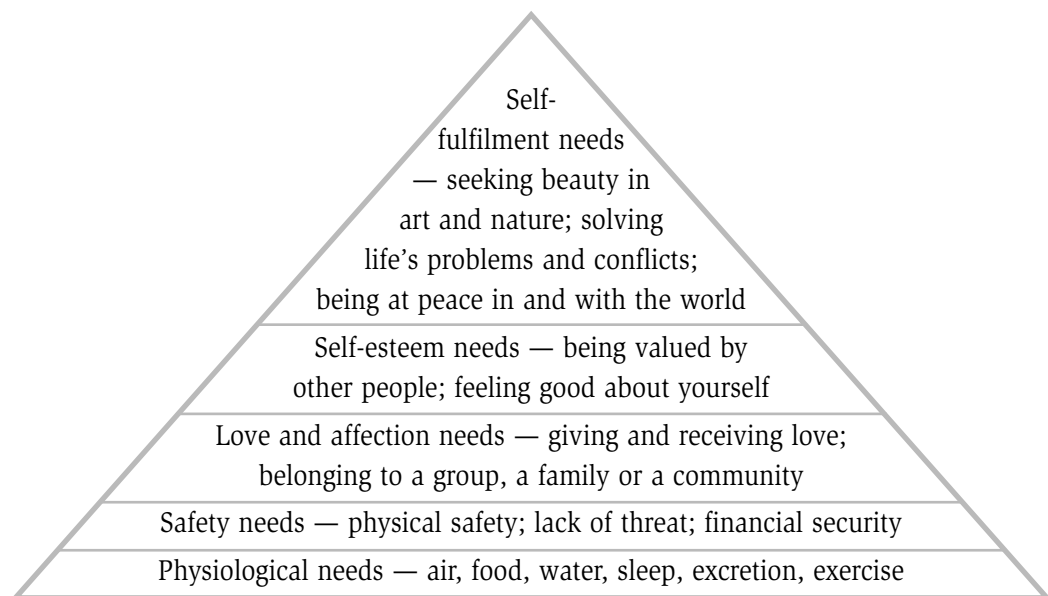 Self-
fulfilment needs
— seeking beauty in
art and nature; solving
life’s problems and conflicts;
being at peace in and with the world
Self-esteem needs — being valued by
other people; feeling good about yourself
Love and affection needs — giving and receiving love;
belonging to a group, a family or a community
Safety needs — physical safety; lack of threat; financial security
Physiological needs — air, food, water, sleep, excretion, exercise